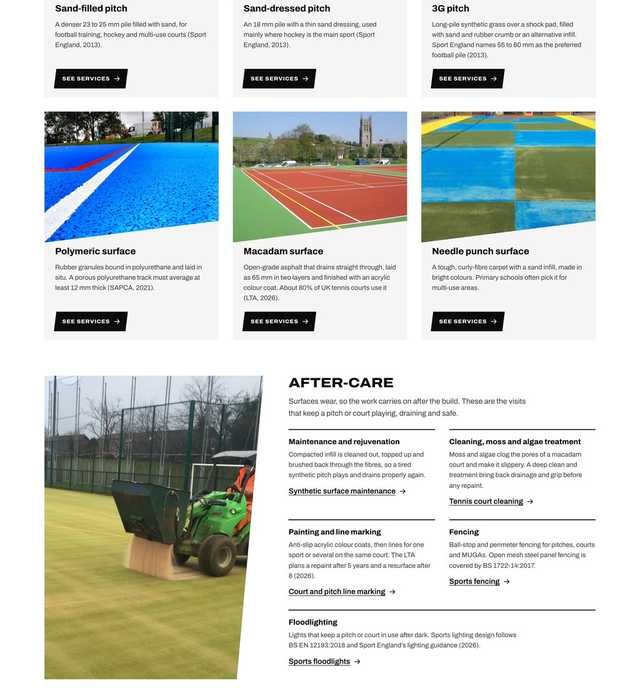 Sand-filled pitch
A denser 23 to 25 mm pile filled with sand, for
football training, hockey and multi-use courts (Sport
England, 2013).
SEE SERVICES →
Sand-dressed pitch
An 18 mm pile with a thin sand dressing, used
mainly where hockey is the main sport (Sport
England, 2013).
SEE SERVICES →
3G pitch
Long-pile synthetic grass over a shock pad, filled
with sand and rubber crumb or an alternative infill.
Sport England names 55 to 60 mm as the preferred
football pile (2013).
SEE SERVICES →
Polymeric surface
Rubber granules bound in polyurethane and laid in
situ. A porous polyurethane track must average at
least 12 mm thick (SAPCA, 2021).
SEE SERVICES →
Macadam surface
Open-grade asphalt that drains straight through, laid
as 65 mm in two layers and finished with an acrylic
colour coat. About 80% of UK tennis courts use it
(LTA, 2026).
SEE SERVICES →
Needle punch surface
A tough, curly-fibre carpet with a sand infill, made in
bright colours. Primary schools often pick it for
multi-use areas.
SEE SERVICES →
AFTER-CARE
Surfaces wear, so the work carries on after the build. These are the visits
that keep a pitch or court playing, draining and safe.
Maintenance and rejuvenation
Compacted infill is cleaned out, topped up and
brushed back through the fibres, so a tired
synthetic pitch plays and drains properly again.
Synthetic surface maintenance →
Cleaning, moss and algae treatment
Moss and algae clog the pores of a macadam
court and make it slippery. A deep clean and
treatment bring back drainage and grip before
any repaint.
Tennis court cleaning →
Painting and line marking
Anti-slip acrylic colour coats, then lines for one
sport or several on the same court. The LTA
plans a repaint after 5 years and a resurface after
8 (2026).
Court and pitch line marking →
Fencing
Ball-stop and perimeter fencing for pitches, courts
and MUGAs. Open mesh steel panel fencing is
covered by BS 1722-14:2017.
Sports fencing →
Floodlighting
Lights that keep a pitch or court in use after dark. Sports lighting design follows
BS EN 12193:2018 and Sport England's lighting guidance (2026).
Sports floodlights →